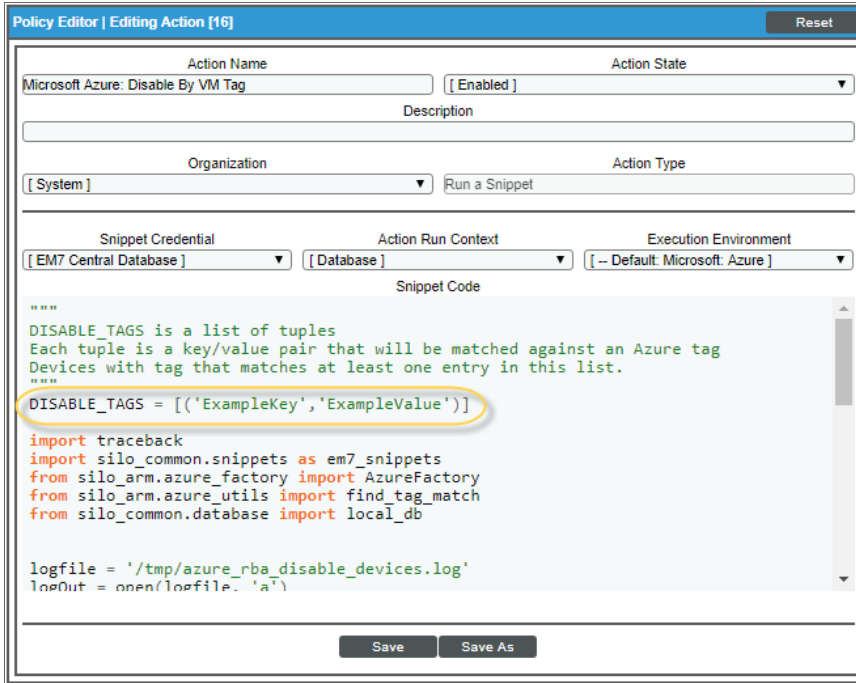 Policy Editor | Editing Action [16]
Reset
Action Name
Action State
Microsoft Azure: Disable By VM Tag
[ Enabled ]
Description
Organization
Action Type
[ System ]
Run a Snippet
Snippet Credential
Action Run Context
Execution Environment
[ EM7 Central Database ]
[ Database ]
[ -- Default: Microsoft: Azure ]
Snippet Code
"""
DISABLE_TAGS is a list of tuples
Each tuple is a key/value pair that will be matched against an Azure tag
Devices with tag that matches at least one entry in this list.
"""
DISABLE_TAGS = [('ExampleKey','ExampleValue')]
import traceback
import silo_common.snippets as em7_snippets
from silo_arm.azure_factory import AzureFactory
from silo_arm.azure_utils import find_tag_match
from silo_common.database import local_db
logfile = '/tmp/azure_rba_disable_devices.log'
logOut = open(logfile, 'a')
Save
Save As